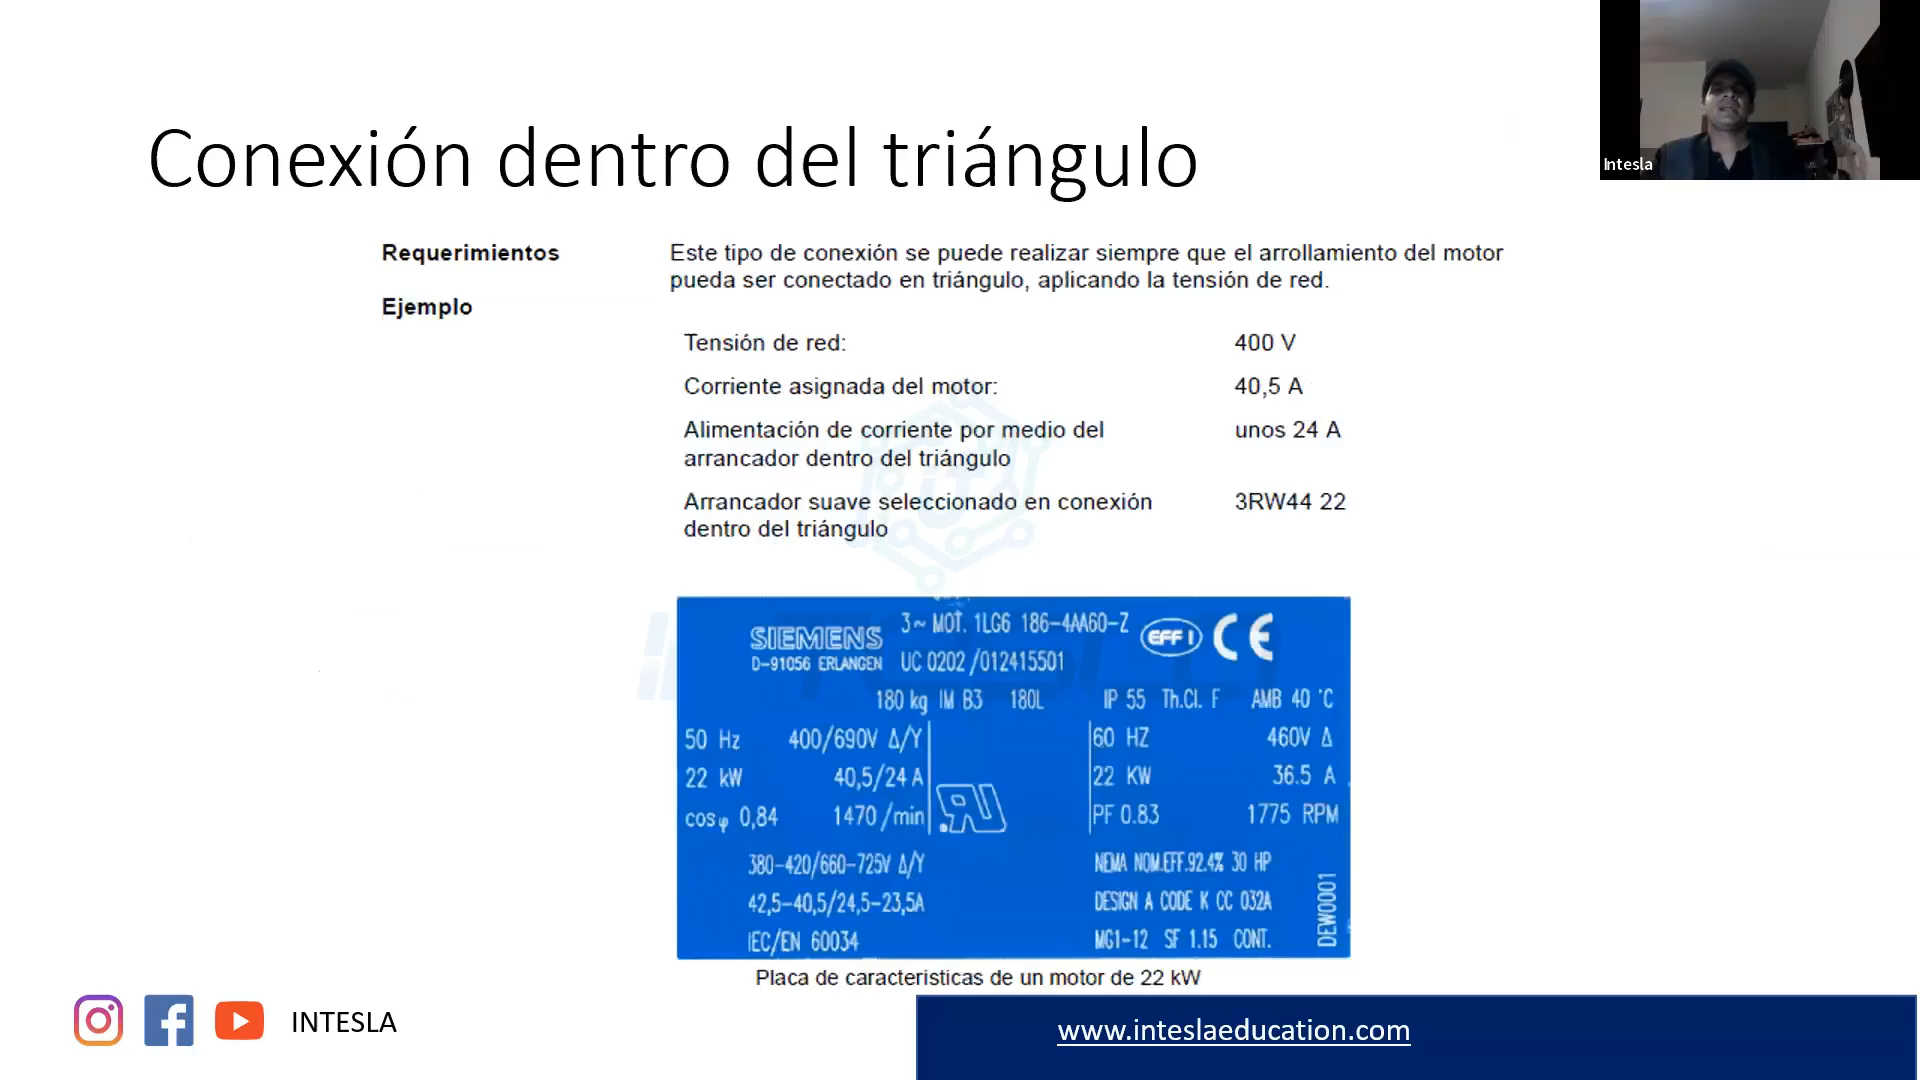 Intesla
Conexión dentro del triángulo
Requerimientos
Este tipo de conexión se puede realizar siempre que el arrollamiento del motor
pueda ser conectado en triángulo, aplicando la tensión de red.
Ejemplo
Tensión de red: 400 V
Corriente asignada del motor: 40,5 A
Alimentación de corriente por medio del unos 24 A
arrancador dentro del triángulo
Arrancador suave seleccionado en conexión 3RW44 22
dentro del triángulo
SIEMENS
D-91056 ERLANGEN
3~ MOT. 1LG6 186-4AA60-Z
UC 0202/012415501
EFF I
CE
180 kg IM B3 180L IP 55 Th.Cl. F AMB 40 °C
50 Hz 400/690V Δ/Y
22 kW 40,5/24 A
cosφ 0,84 1470/min
60 HZ 460V Δ
22 KW 36.5 A
PF 0.83 1775 RPM
380-420/660-725V Δ/Y
42,5-40,5/24,5-23,5A
IEC/EN 60034
NEMA NOM.EFF.92.4% 30 HP
DESIGN A CODE K CC 032A
MG1-12 SF 1.15 CONT.
DEW0001
Placa de caracteristicas de un motor de 22 kW
INTESLA
www.inteslaeducation.com